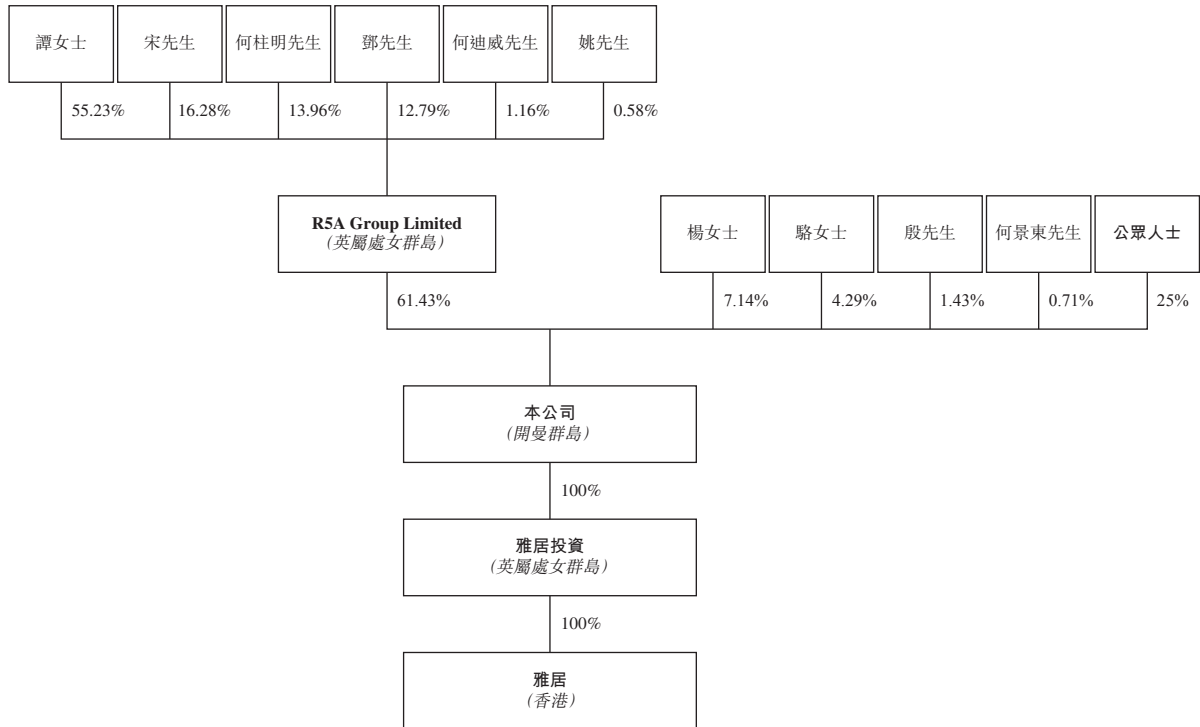 譚女士 宋先生 何柱明先生 鄧先生 何迪威先生 姚先生
55.23% 16.28% 13.96% 12.79% 1.16% 0.58%
R5A Group Limited
(英屬處女群島)
楊女士 駱女士 殷先生 何景東先生 公眾人士
61.43% 7.14% 4.29% 1.43% 0.71% 25%
本公司
(開曼群島)
100%
雅居投資
(英屬處女群島)
100%
雅居
(香港)